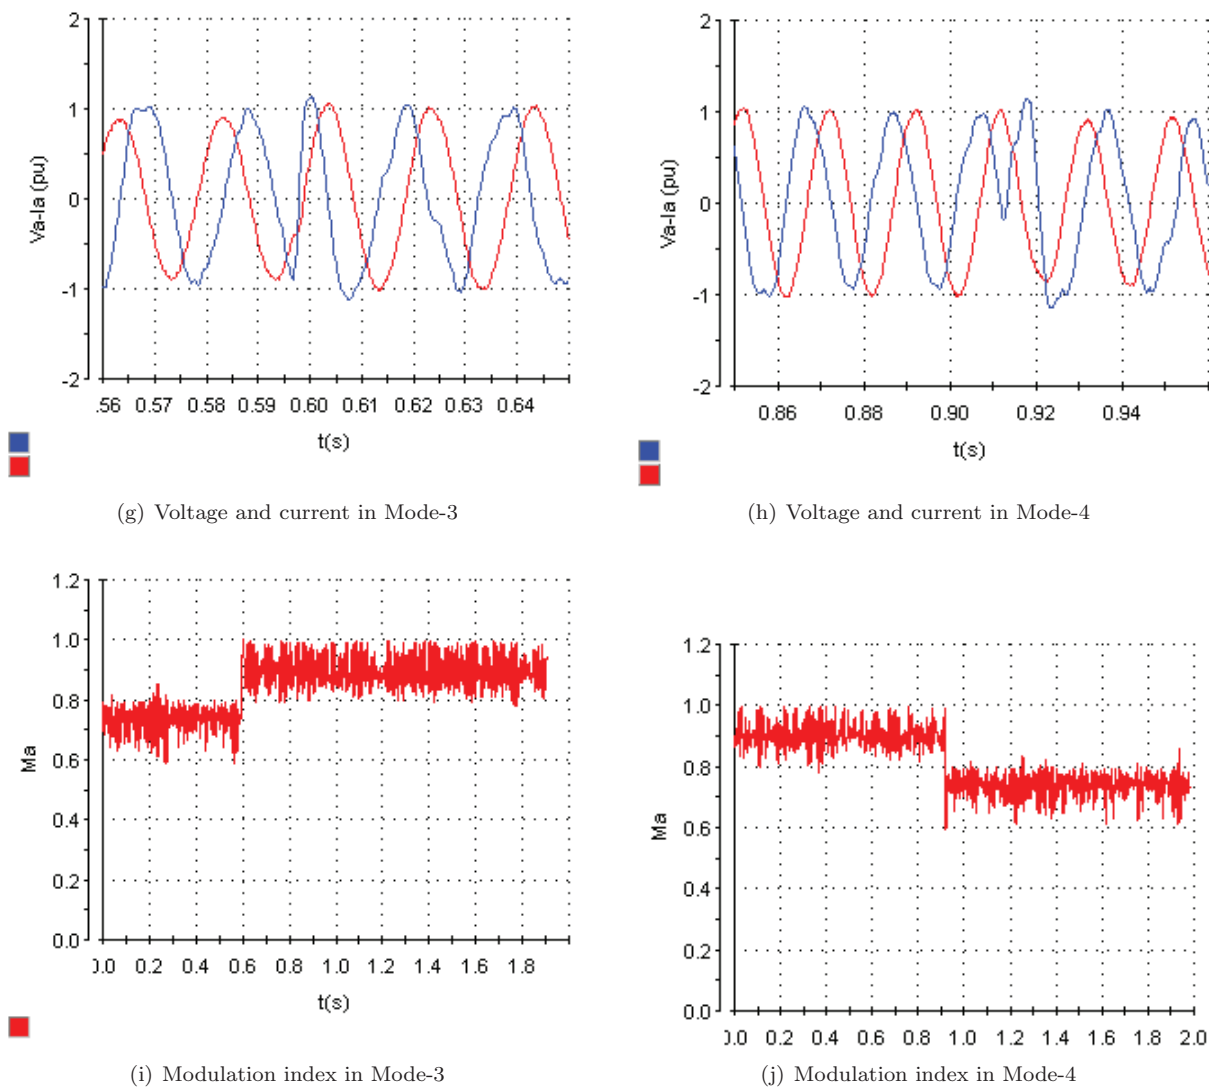 2
1
0
-1
-2
Va-Ia (pu)
.56 0.57 0.58 0.59 0.60 0.61 0.62 0.63 0.64
t(s)
(g) Voltage and current in Mode-3
2
1
0
-1
-2
Va-Ia (pu)
0.86 0.88 0.90 0.92 0.94
t(s)
(h) Voltage and current in Mode-4
1.2
1.0
0.8
0.6
0.4
0.2
0.0
Ma
0.0 0.2 0.4 0.6 0.8 1.0 1.2 1.4 1.6 1.8
t(s)
(i) Modulation index in Mode-3
1.2
1.0
0.8
0.6
0.4
0.2
0.0
Ma
0.0 0.2 0.4 0.6 0.8 1.0 1.2 1.4 1.6 1.8 2.0
(j) Modulation index in Mode-4